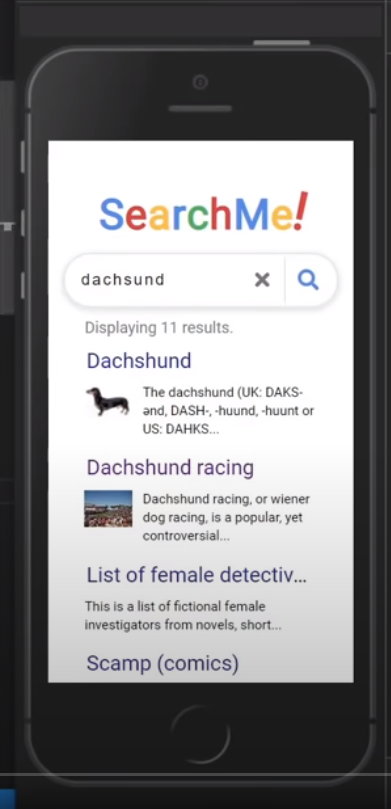 SearchMe!
dachsund
Displaying 11 results.
Dachshund
The dachshund (UK: DAKS-
ənd, DASH-, -huund, -huunt or
US: DAHKS...
Dachshund racing
Dachshund racing, or wiener
dog racing, is a popular, yet
controversial...
List of female detectiv...
This is a list of fictional female
investigators from novels, short...
Scamp (comics)